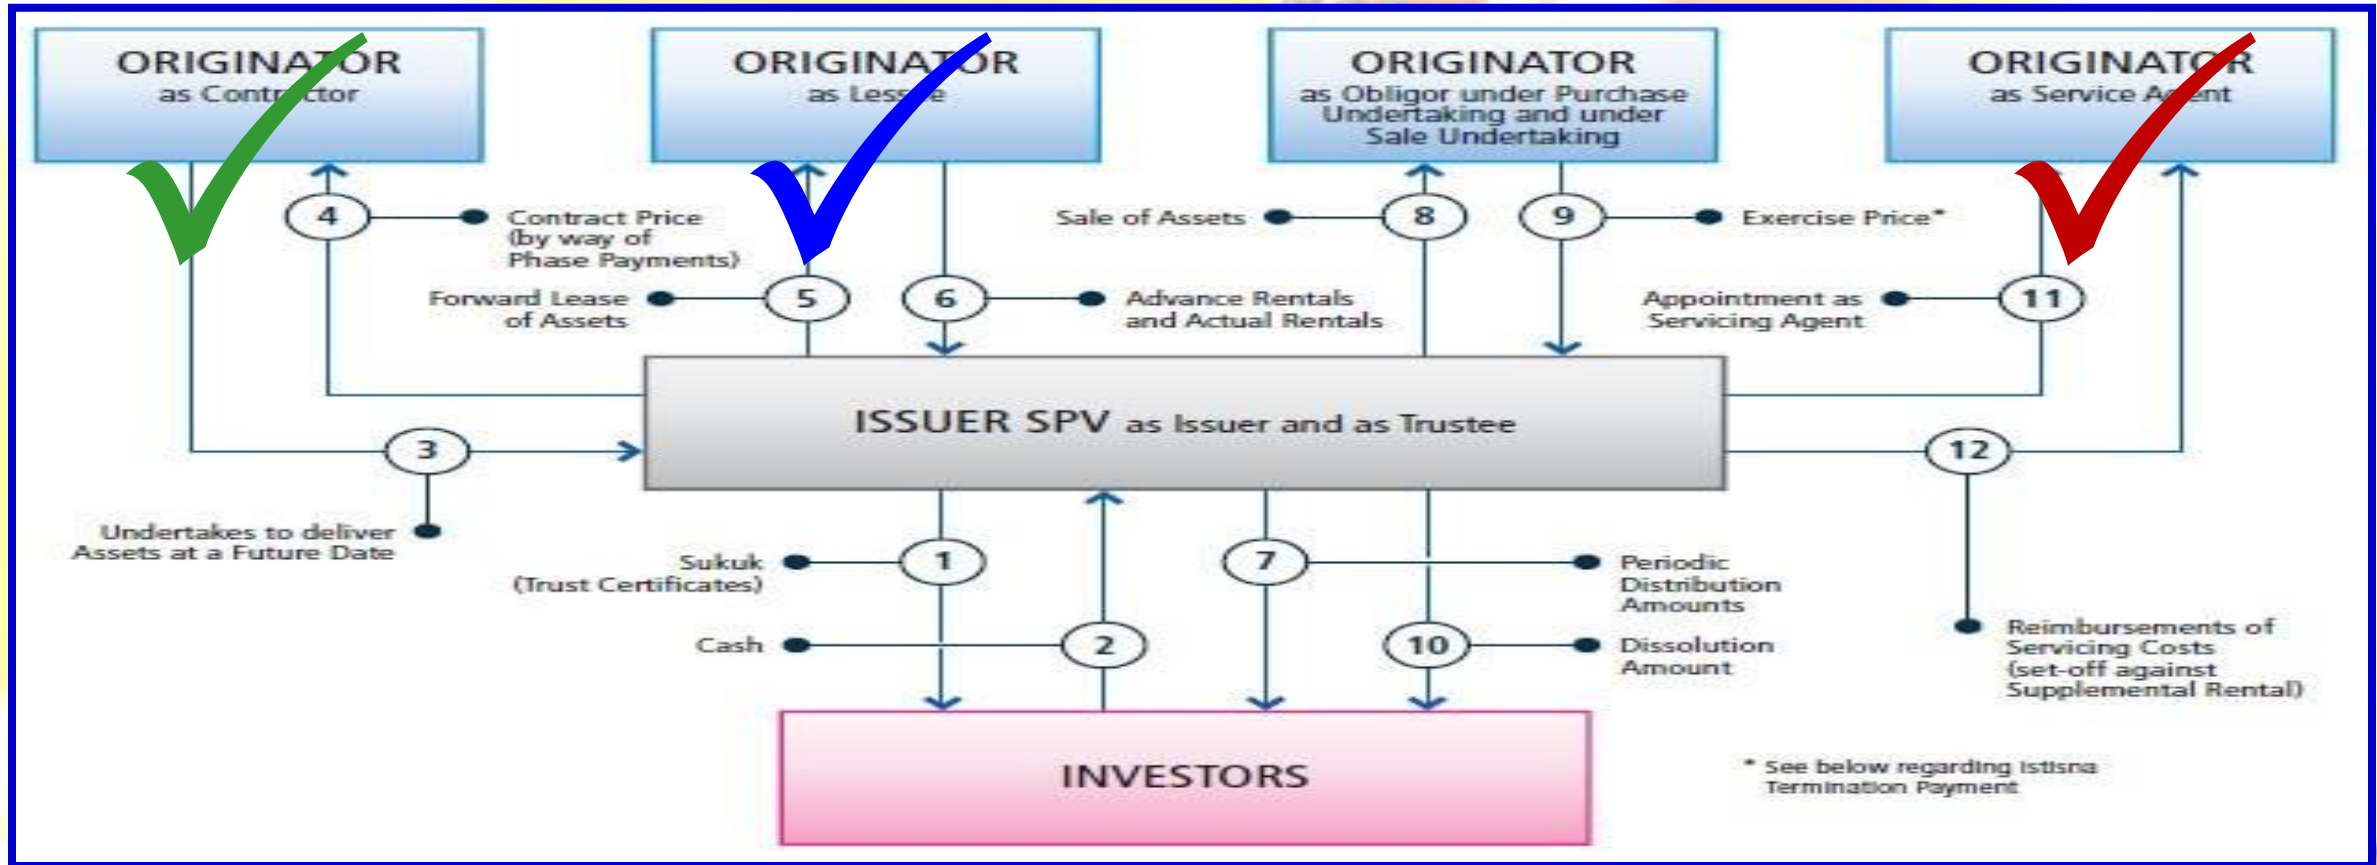 ORIGINATOR
as Contractor
ORIGINATOR
as Lessee
ORIGINATOR
as Obligor under Purchase
Undertaking and under
Sale Undertaking
ORIGINATOR
as Service Agent
4
Contract Price
(by way of
Phase Payments)
Forward Lease
of Assets
5
6
Advance Rentals
and Actual Rentals
Sale of Assets
8
9
Exercise Price*
Appointment as
Servicing Agent
11
ISSUER SPV as Issuer and as Trustee
3
Undertakes to deliver
Assets at a Future Date
12
Reimbursements of
Servicing Costs
(set-off against
Supplemental Rental)
Sukuk
(Trust Certificates)
1
Cash
2
7
Periodic
Distribution
Amounts
10
Dissolution
Amount
INVESTORS
* See below regarding Istisna
Termination Payment